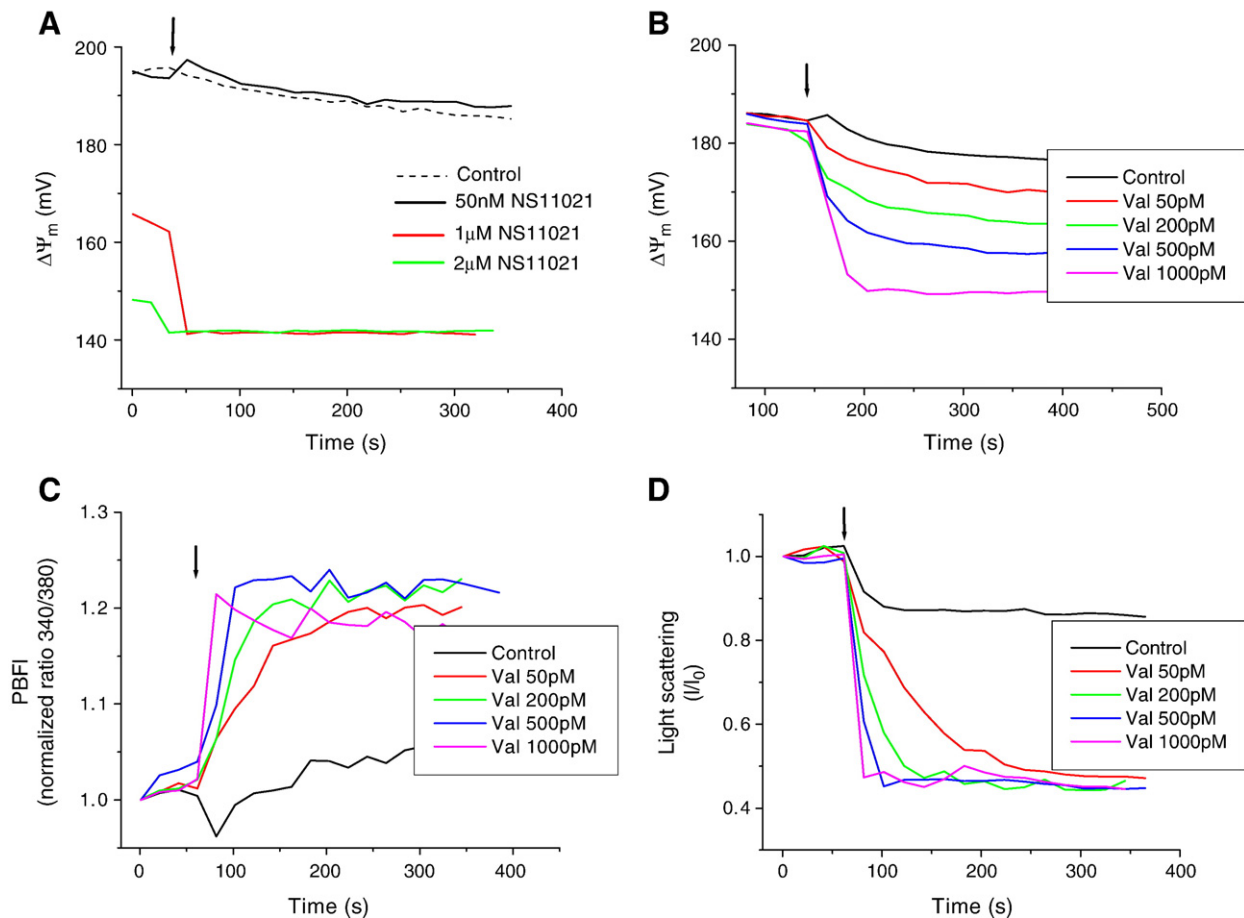 A
200
180
160
140
ΔΨm (mV)
Control
50nM NS11021
1μM NS11021
2μM NS11021
0
100
200
300
400
Time (s)
B
200
180
160
140
ΔΨm (mV)
Control
Val 50pM
Val 200pM
Val 500pM
Val 1000pM
100
200
300
400
500
Time (s)
C
1.3
1.2
1.1
1.0
PBFI
(normalized ratio 340/380)
Control
Val 50pM
Val 200pM
Val 500pM
Val 1000pM
0
100
200
300
400
Time (s)
D
1.0
0.8
0.6
0.4
Light scattering
(I/I0)
Control
Val 50pM
Val 200pM
Val 500pM
Val 1000pM
0
100
200
300
400
Time (s)